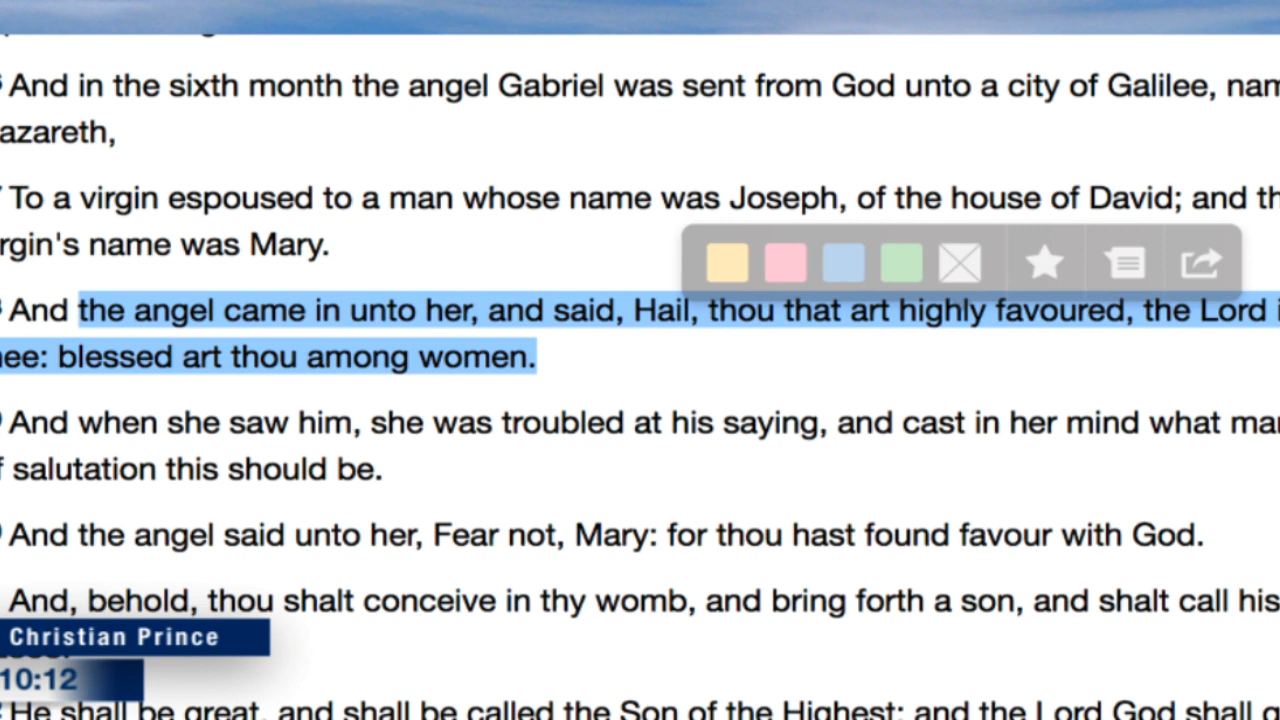 And in the sixth month the angel Gabriel was sent from God unto a city of Galilee, nam
azareth,
To a virgin espoused to a man whose name was Joseph, of the house of David; and th
rgin's name was Mary.
And the angel came in unto her, and said, Hail, thou that art highly favoured, the Lord i
ee: blessed art thou among women.
And when she saw him, she was troubled at his saying, and cast in her mind what ma
f salutation this should be.
And the angel said unto her, Fear not, Mary: for thou hast found favour with God.
And, behold, thou shalt conceive in thy womb, and bring forth a son, and shalt call his
Christian Prince
10:12
He shall be great, and shall be called the Son of the Highest: and the Lord God shall